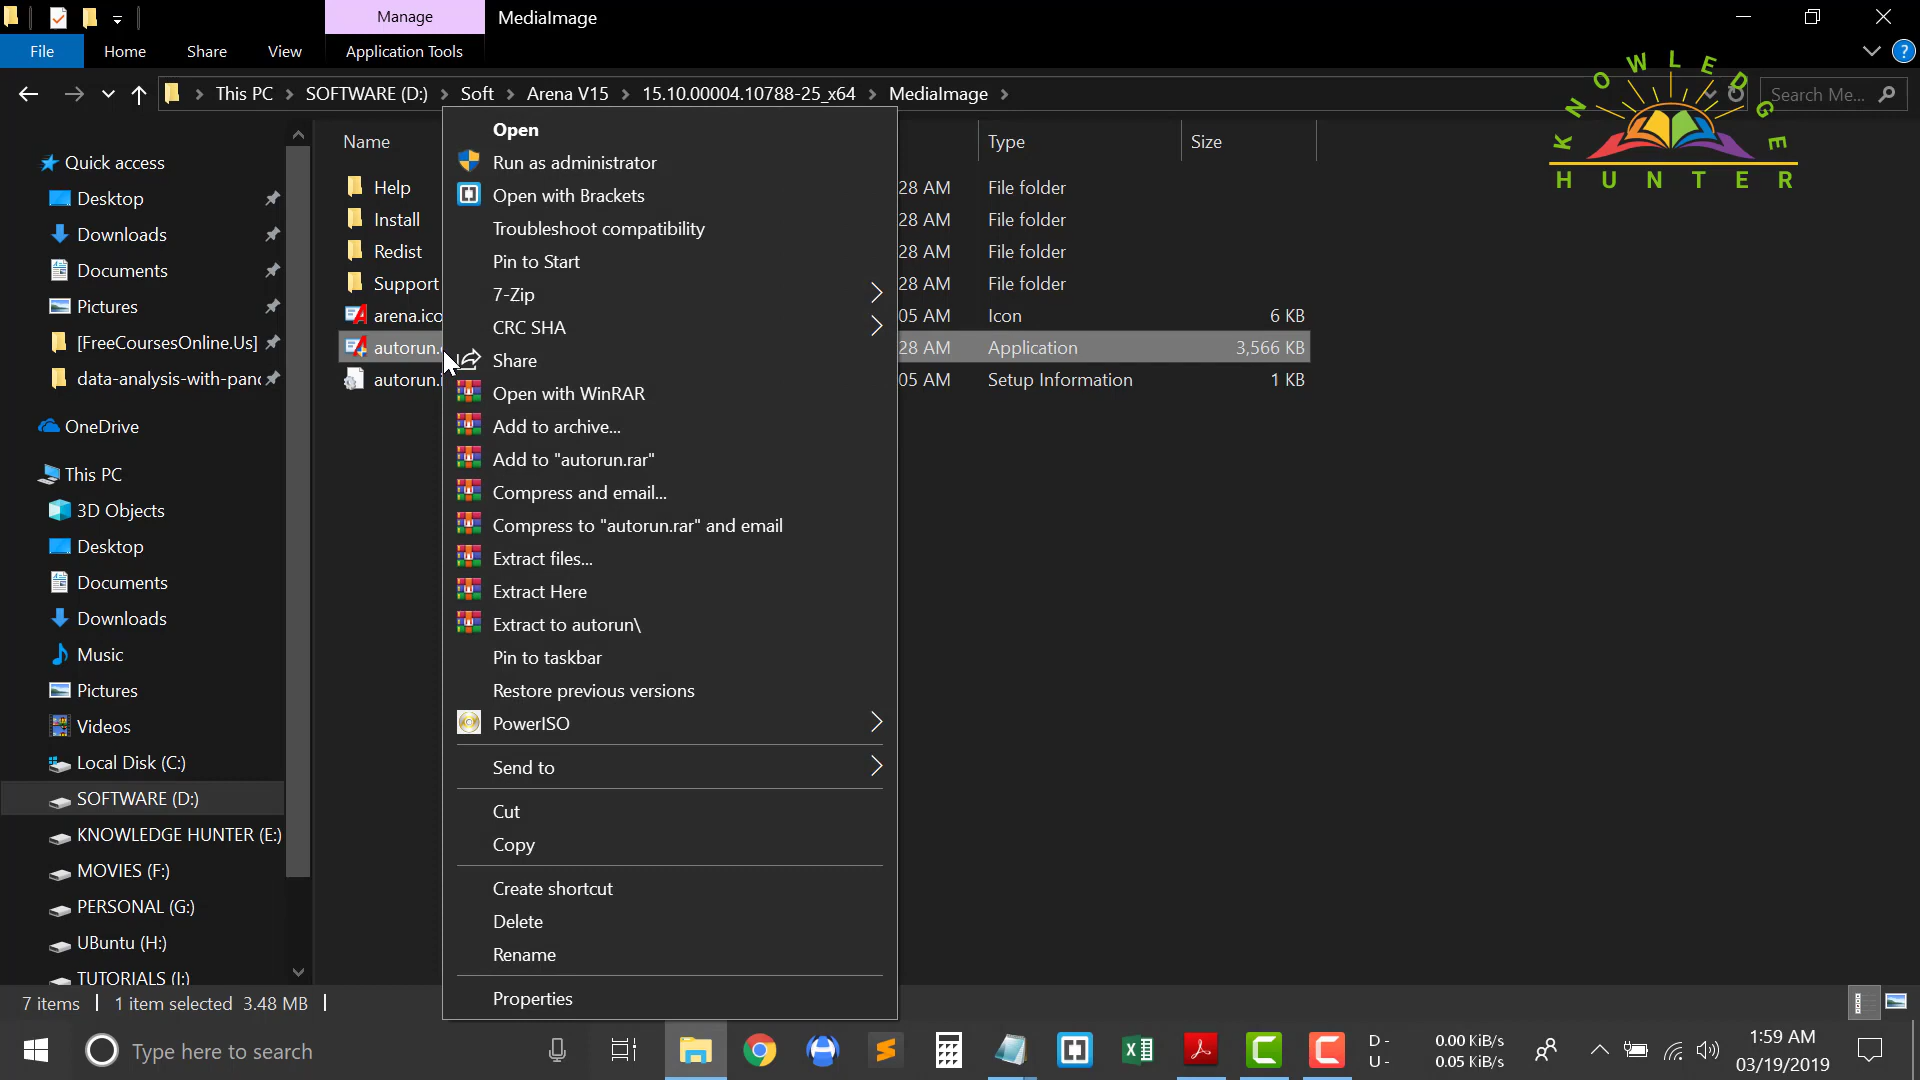 Manage
MediaImage
File
Home
Share
View
Application Tools
?
This PC
SOFTWARE (D:)
Soft
Arena V15
15.10.00004.10788-25_x64
MediaImage
Search Me...
KNOWLEDGE
HUNTER
Name
Type
Size
Quick access
Desktop
Downloads
Documents
Pictures
[FreeCoursesOnline.Us]
data-analysis-with-panc
OneDrive
This PC
3D Objects
Desktop
Documents
Downloads
Music
Pictures
Videos
Local Disk (C:)
SOFTWARE (D:)
KNOWLEDGE HUNTER (E:)
MOVIES (F:)
PERSONAL (G:)
UBuntu (H:)
TUTORIALS (I:)
Help
28 AM
File folder
Install
28 AM
File folder
Redist
28 AM
File folder
Support
28 AM
File folder
arena.ico
05 AM
Icon
6 KB
autorun.
28 AM
Application
3,566 KB
autorun.i
05 AM
Setup Information
1 KB
Open
Run as administrator
Open with Brackets
Troubleshoot compatibility
Pin to Start
7-Zip
CRC SHA
Share
Open with WinRAR
Add to archive...
Add to "autorun.rar"
Compress and email...
Compress to "autorun.rar" and email
Extract files...
Extract Here
Extract to autorun\
Pin to taskbar
Restore previous versions
PowerISO
Send to
Cut
Copy
Create shortcut
Delete
Rename
Properties
7 items
1 item selected 3.48 MB
Type here to search
D -
U -
0.00 KiB/s
0.05 KiB/s
1:59 AM
03/19/2019